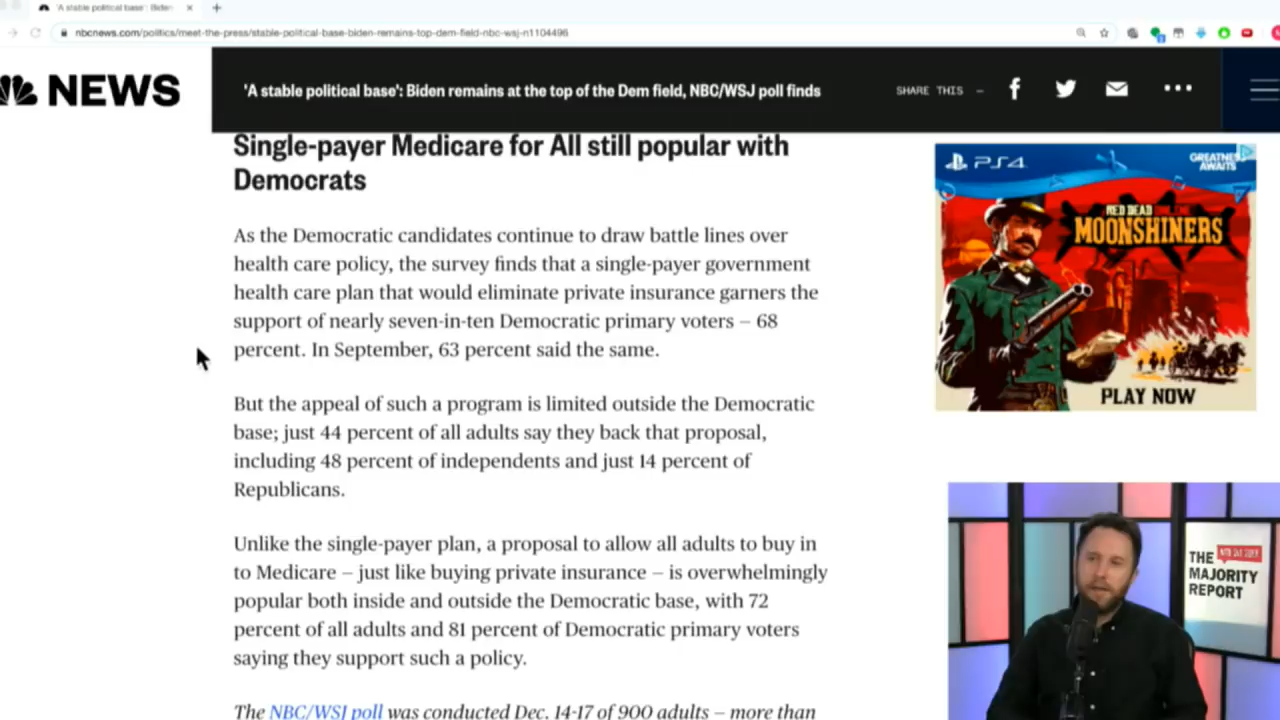 'A stable political base': Biden
nbcnews.com/politics/meet-the-press/stable-political-base-biden-remains-top-dem-field-nbc-wsj-n1104496
NEWS
'A stable political base': Biden remains at the top of the Dem field, NBC/WSJ poll finds
SHARE THIS –
Single-payer Medicare for All still popular with
Democrats
As the Democratic candidates continue to draw battle lines over
health care policy, the survey finds that a single-payer government
health care plan that would eliminate private insurance garners the
support of nearly seven-in-ten Democratic primary voters – 68
percent. In September, 63 percent said the same.
But the appeal of such a program is limited outside the Democratic
base; just 44 percent of all adults say they back that proposal,
including 48 percent of independents and just 14 percent of
Republicans.
Unlike the single-payer plan, a proposal to allow all adults to buy in
to Medicare – just like buying private insurance – is overwhelmingly
popular both inside and outside the Democratic base, with 72
percent of all adults and 81 percent of Democratic primary voters
saying they support such a policy.
The NBC/WSJ poll was conducted Dec. 14-17 of 900 adults – more than
PS4
GREATNESS
AWAITS
RED DEAD ONLINE
MOONSHINERS
PLAY NOW
THE
MAJORITY
REPORT